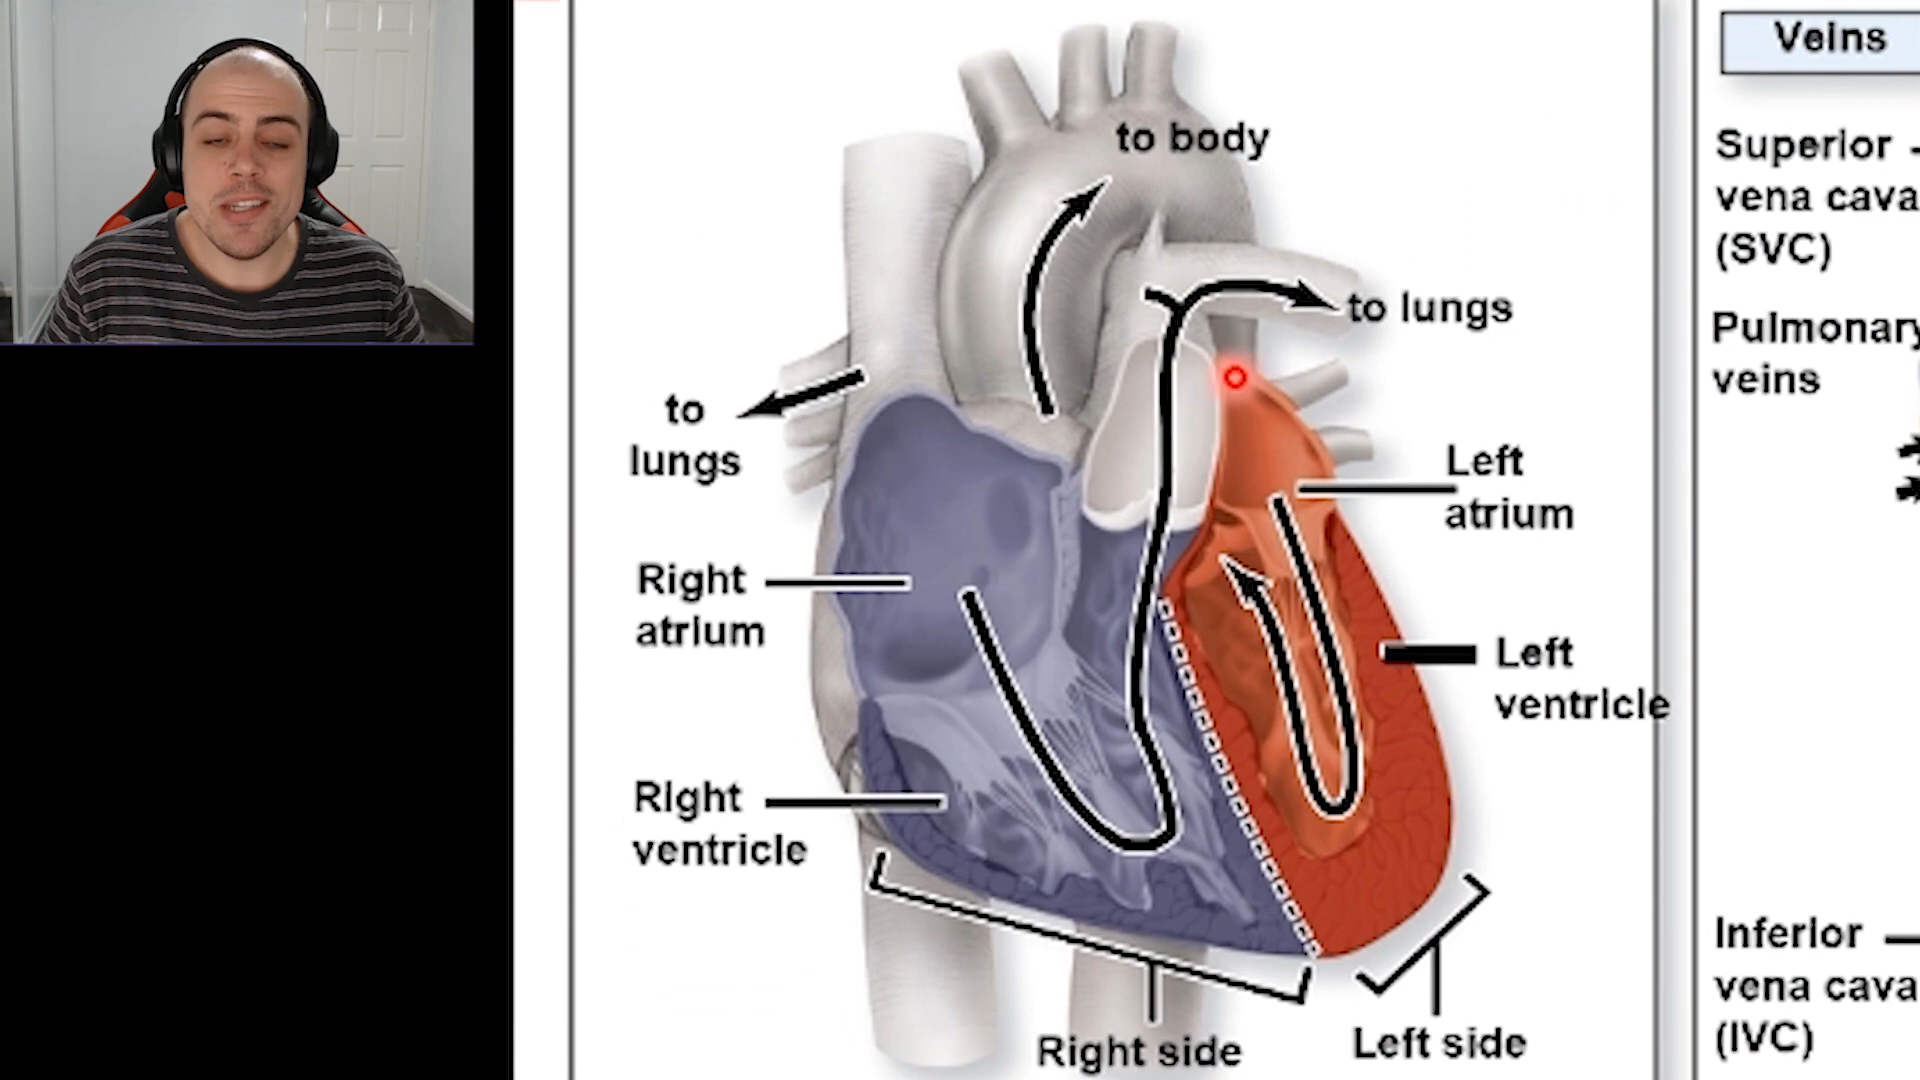 to body
to lungs
to
lungs
Left
atrium
Right
atrium
Left
ventricle
Right
ventricle
Right side
Left side
Veins
Superior
vena cava
(SVC)
Pulmonary
veins
Inferior
vena cava
(IVC)